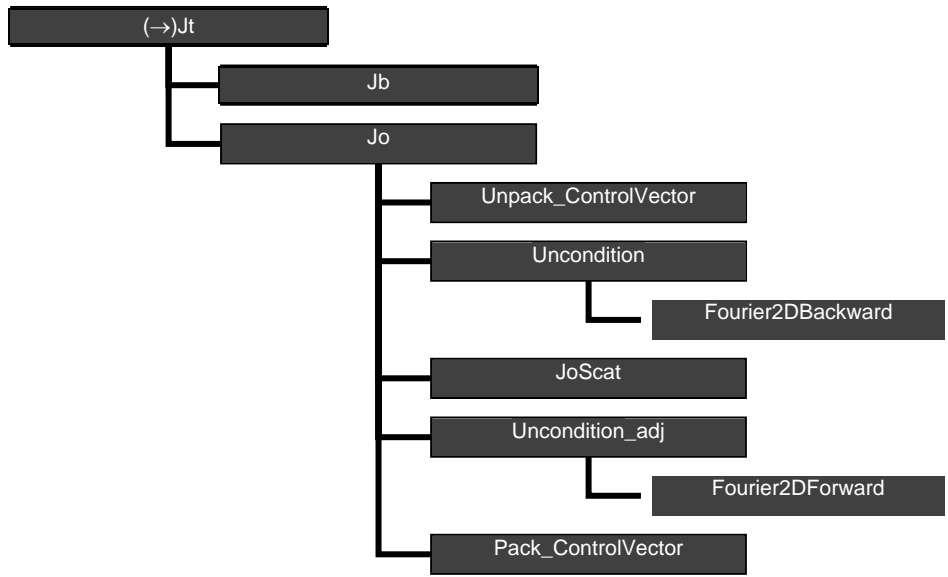 (→)Jt
Jb
Jo
Unpack_ControlVector
Uncondition
Fourier2DBackward
JoScat
Uncondition_adj
Fourier2DForward
Pack_ControlVector